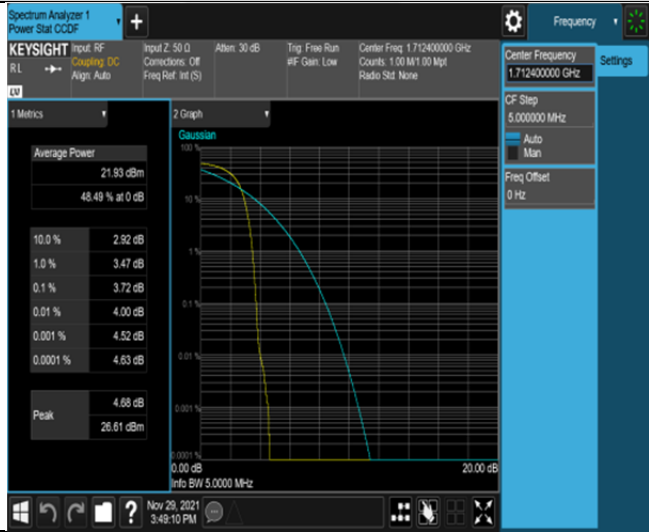 Spectrum Analyzer 1
Power Stat CCDF
+
Frequency
KEYSIGHT
RL
Input: RF
Coupling: DC
Align: Auto
Input Z: 50 Ω
Corrections: Off
Freq Ref: Int (S)
Atten: 30 dB
Trig: Free Run
#IF Gain: Low
Center Freq: 1.712400000 GHz
Counts: 1.00 M/1.00 Mpt
Radio Std: None
LV
Center Frequency
1.712400000 GHz
Settings
CF Step
5.000000 MHz
Auto
Man
Freq Offset
0 Hz
1 Metrics
Average Power
21.93 dBm
48.49 % at 0 dB
10.0 % 2.92 dB
1.0 % 3.47 dB
0.1 % 3.72 dB
0.01 % 4.00 dB
0.001 % 4.52 dB
0.0001 % 4.63 dB
Peak
4.68 dB
26.61 dBm
2 Graph
Gaussian
100 %
10 %
1 %
0.1 %
0.01 %
0.001 %
0.0001 %
0.00 dB 20.00 dB
Info BW 5.0000 MHz
?
Nov 29, 2021
3:49:10 PM